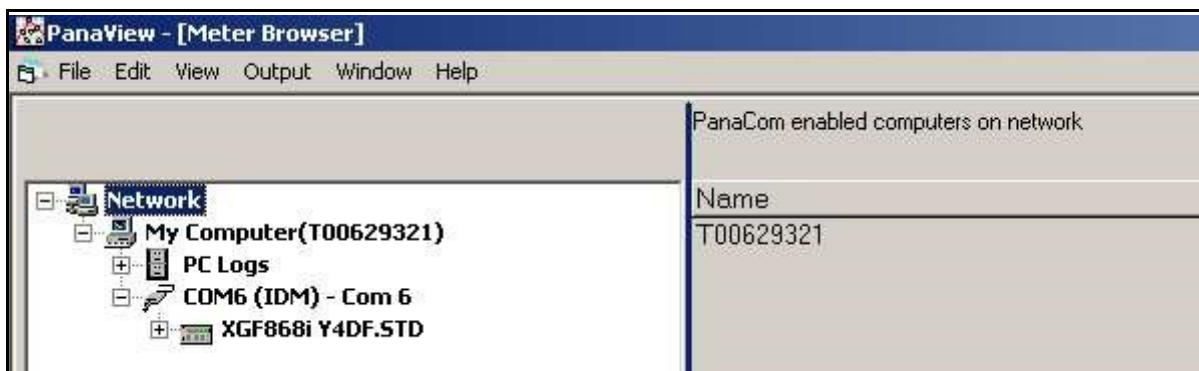 PanaView - [Meter Browser]
File Edit View Output Window Help
PanaCom enabled computers on network
Network
My Computer(T00629321)
PC Logs
COM6 (IDM) - Com 6
XGF868i Y4DF.STD
Name
T00629321